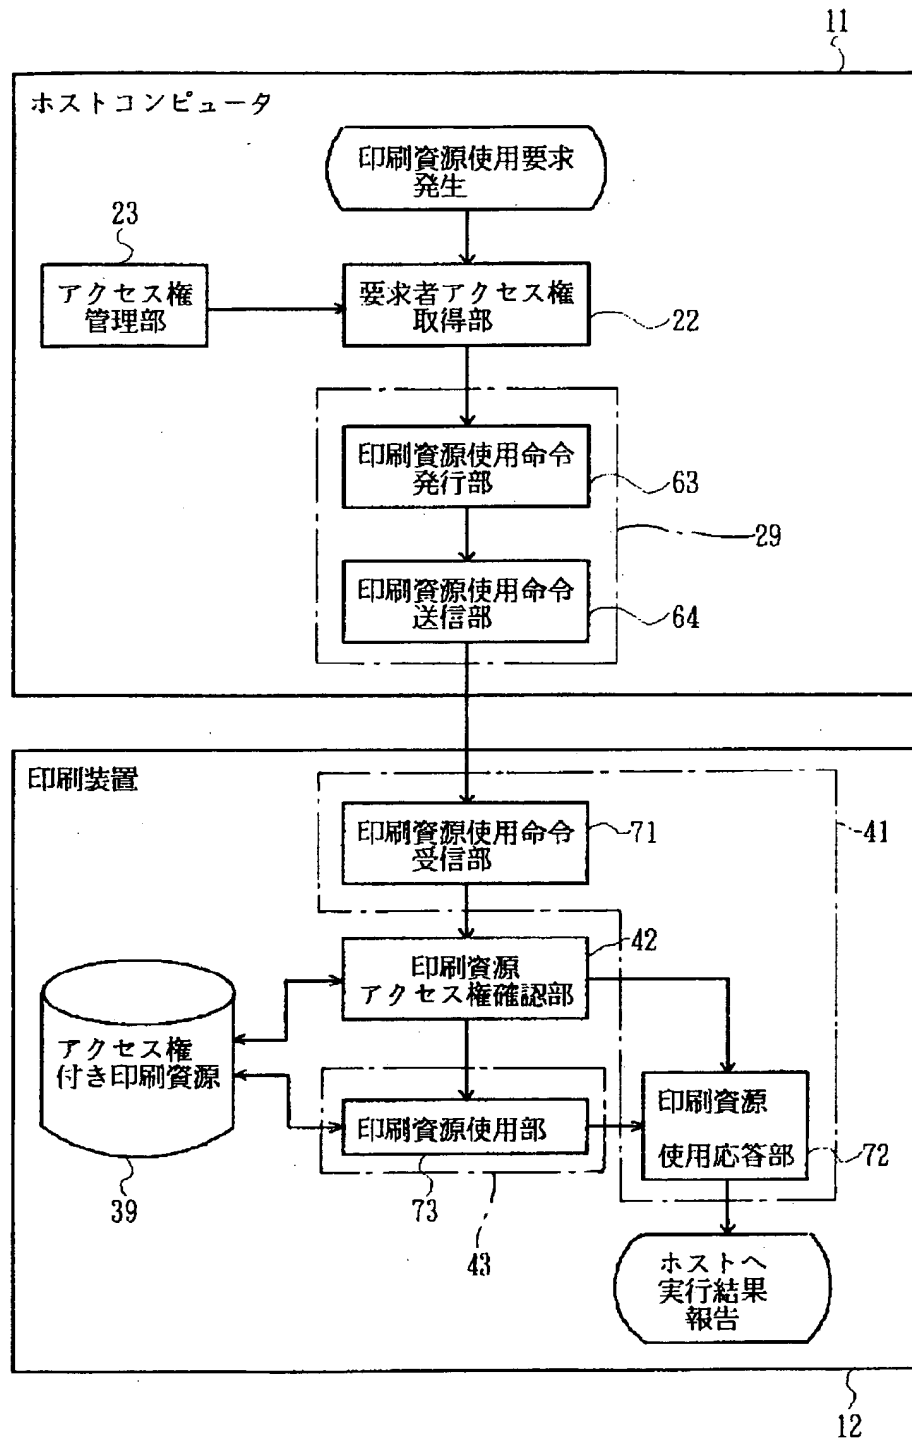 11
ホストコンピュータ
印刷資源使用要求
発生
23
アクセス権
管理部
要求者アクセス権
取得部
22
印刷資源使用命令
発行部
63
29
印刷資源使用命令
送信部
64
印刷装置
印刷資源使用命令
受信部
71
41
42
印刷資源
アクセス権確認部
アクセス権
付き印刷資源
39
印刷資源使用部
73
43
印刷資源
使用応答部
72
ホストへ
実行結果
報告
12